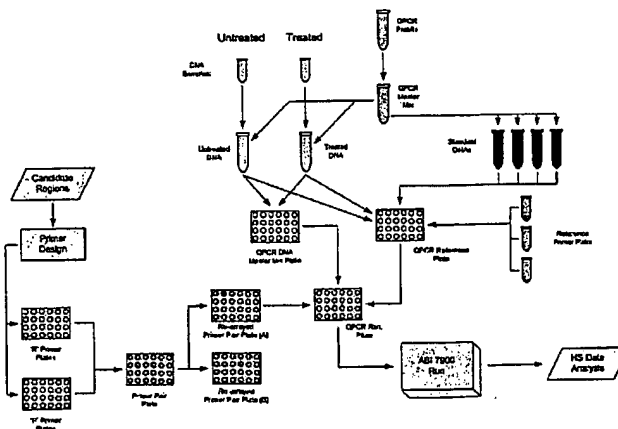 Untreated
Treated
DNA
Samples
QPCR
QPCR
Master
Mix
Untreated
DNA
Treated
DNA
Standard
DNAs
Candidate
Regions
Primer
Design
QPCR DNA
Master Mix Plate
QPCR Reference
Plate
Reference
Primer Pairs
"R" Primer
Plates
"F" Primer
Plates
Primer Pair
Plate
Re-arrayed
Primer Pair Plate (A)
Re-arrayed
Primer Pair Plate (B)
QPCR Run
Plate
ABI 7900
Run
HS Data
Analysis